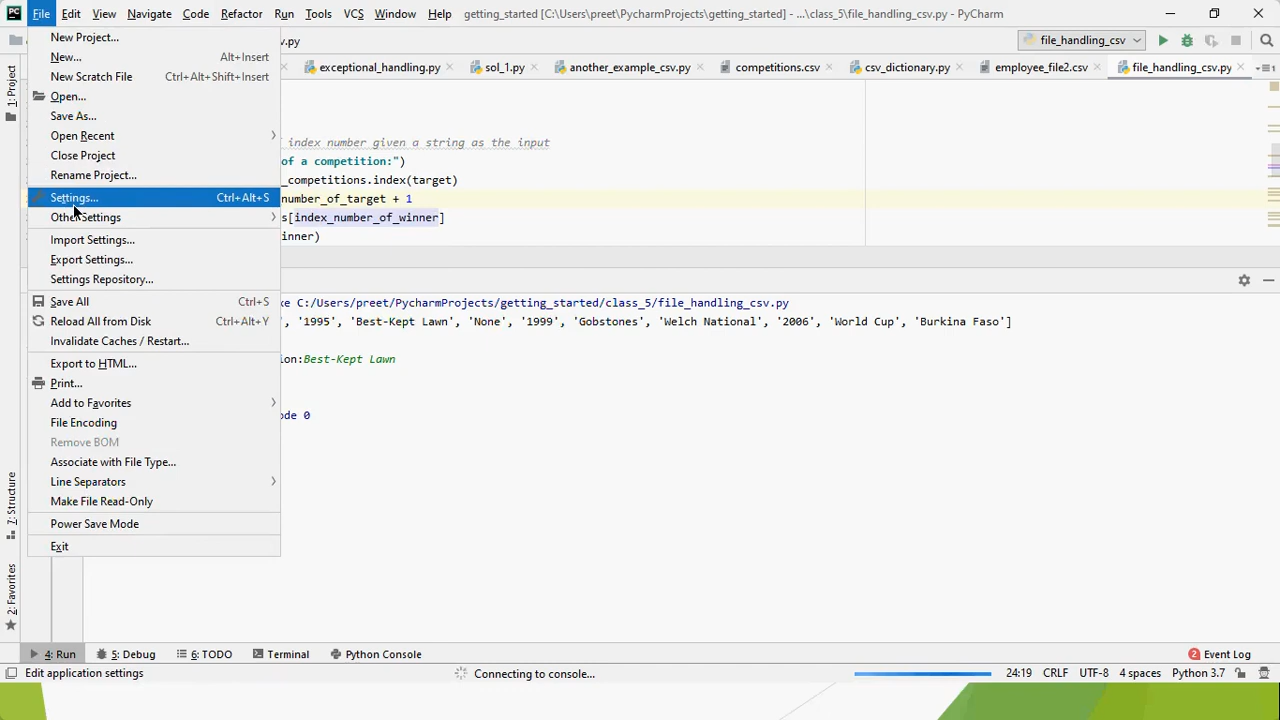 PC File Edit View Navigate Code Refactor Run Tools VCS Window Help getting_started [C:\Users\preet\PycharmProjects\getting_started] - ...\class_5\file_handling_csv.py - PyCharm
New Project...
.py
file_handling_csv
New... Alt+Insert
exceptional_handling.py sol_1.py another_example_csv.py competitions.csv csv_dictionary.py employee_file2.csv file_handling_csv.py
New Scratch File Ctrl+Alt+Shift+Insert
1: Project
Open...
Save As...
Open Recent
index number given a string as the input
Close Project
of a competition:")
Rename Project...
_competitions.index(target)
Settings... Ctrl+Alt+S
number_of_target + 1
Other Settings
s[index_number_of_winner]
Import Settings...
inner)
Export Settings...
Settings Repository...
Save All Ctrl+S
e C:/Users/preet/PycharmProjects/getting_started/class_5/file_handling_csv.py
Reload All from Disk Ctrl+Alt+Y
', '1995', 'Best-Kept Lawn', 'None', '1999', 'Gobstones', 'Welch National', '2006', 'World Cup', 'Burkina Faso']
Invalidate Caches / Restart...
Export to HTML...
ion:Best-Kept Lawn
Print...
Add to Favorites
File Encoding
ode 0
Remove BOM
Associate with File Type...
Line Separators
Make File Read-Only
7: Structure
Power Save Mode
Exit
2: Favorites
4: Run 5: Debug 6: TODO Terminal Python Console 2 Event Log
Edit application settings Connecting to console... 24:19 CRLF UTF-8 4 spaces Python 3.7